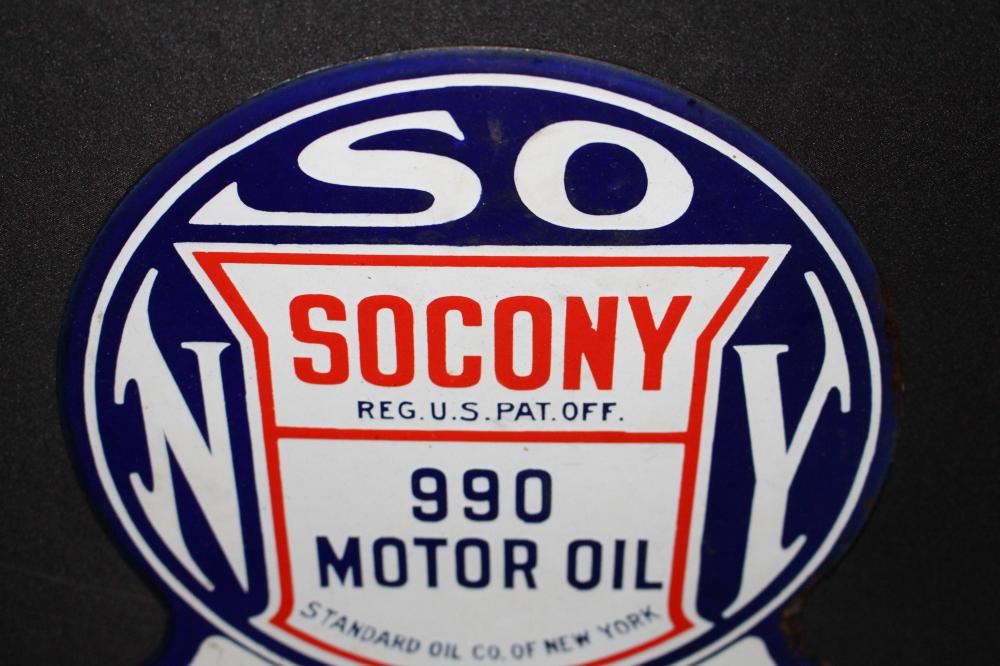 SO
N Y
SOCONY
REG.U.S.PAT.OFF.
990
MOTOR OIL
STANDARD OIL CO. OF NEW YORK